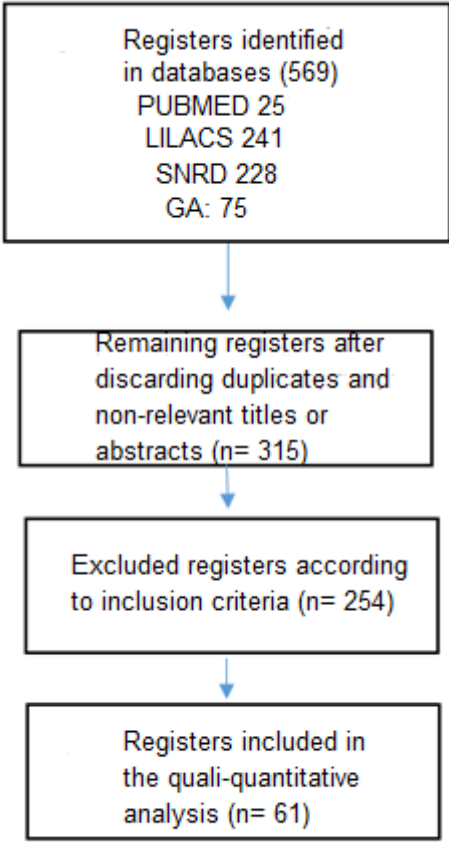 Registers identified
in databases (569)
PUBMED 25
LILACS 241
SNRD 228
GA: 75
Remaining registers after
discarding duplicates and
non-relevant titles or
abstracts (n= 315)
Excluded registers according
to inclusion criteria (n= 254)
Registers included in
the quali-quantitative
analysis (n= 61)